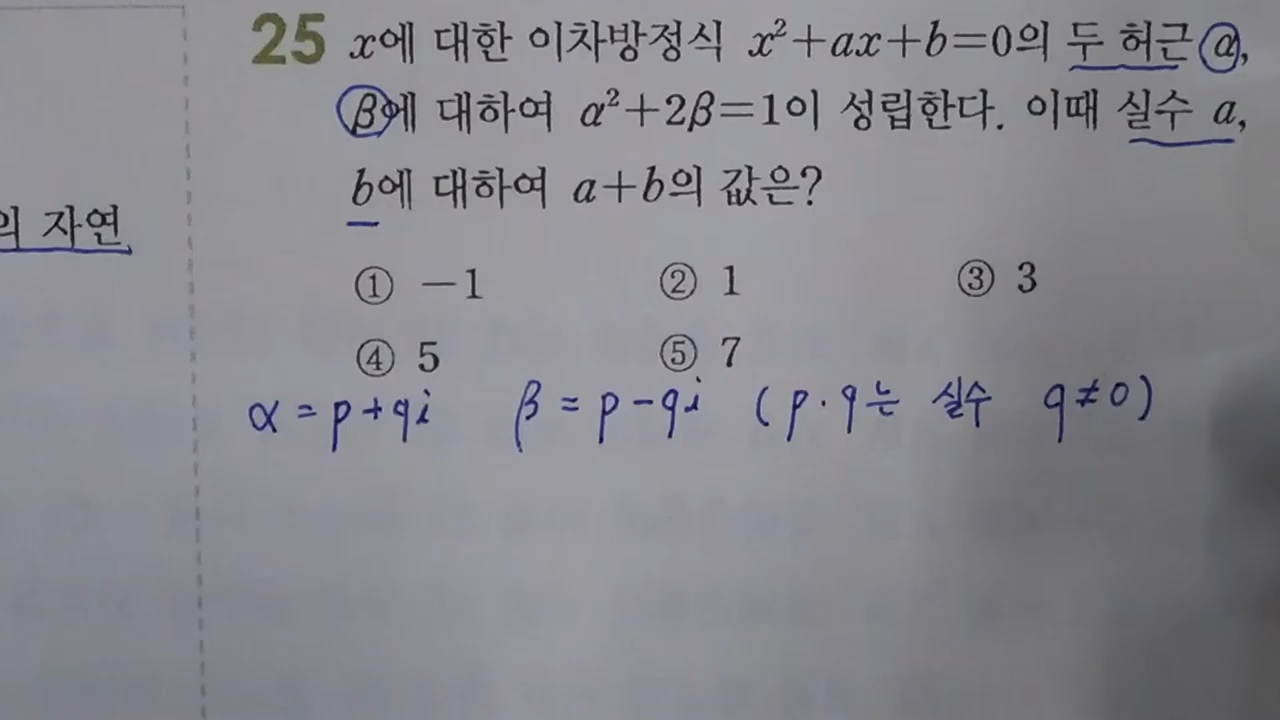 25 x에 대한 이차방정식 x²+ax+b=0의 두 허근 α,
β에 대하여 α²+2β=1이 성립한다. 이때 실수 a,
b에 대하여 a+b의 값은?
의 자연
① -1 ② 1 ③ 3
④ 5 ⑤ 7
α = p+qi β = p-qi (p·q는 실수 q≠0)